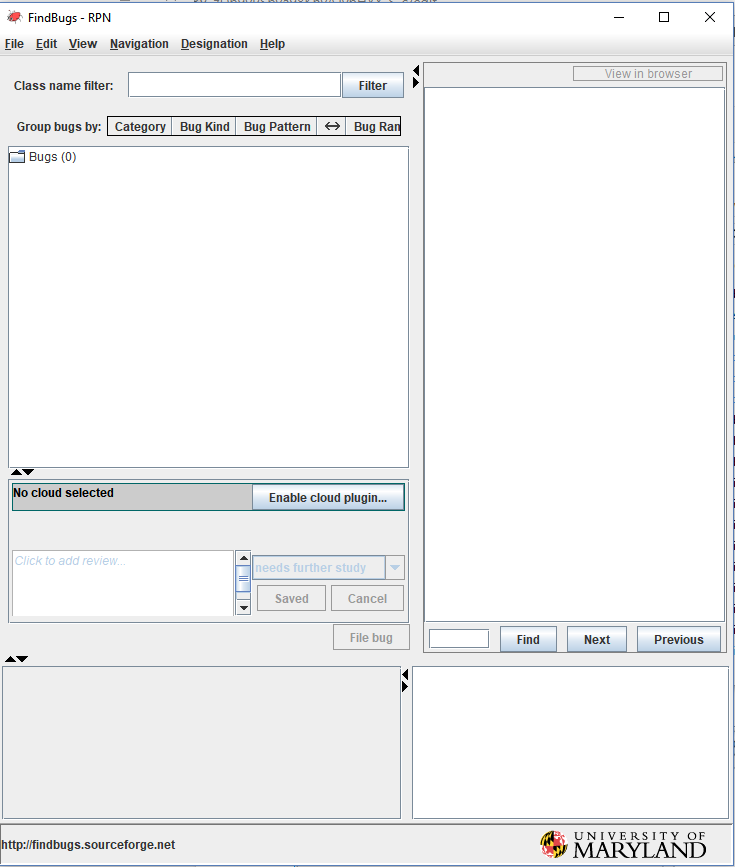 FindBugs - RPN
File Edit View Navigation Designation Help
Class name filter: Filter
View in browser
Group bugs by: Category Bug Kind Bug Pattern ↔ Bug Ran
Bugs (0)
No cloud selected Enable cloud plugin...
Click to add review...
needs further study
Saved Cancel
File bug
Find Next Previous
http://findbugs.sourceforge.net
UNIVERSITY OF
MARYLAND